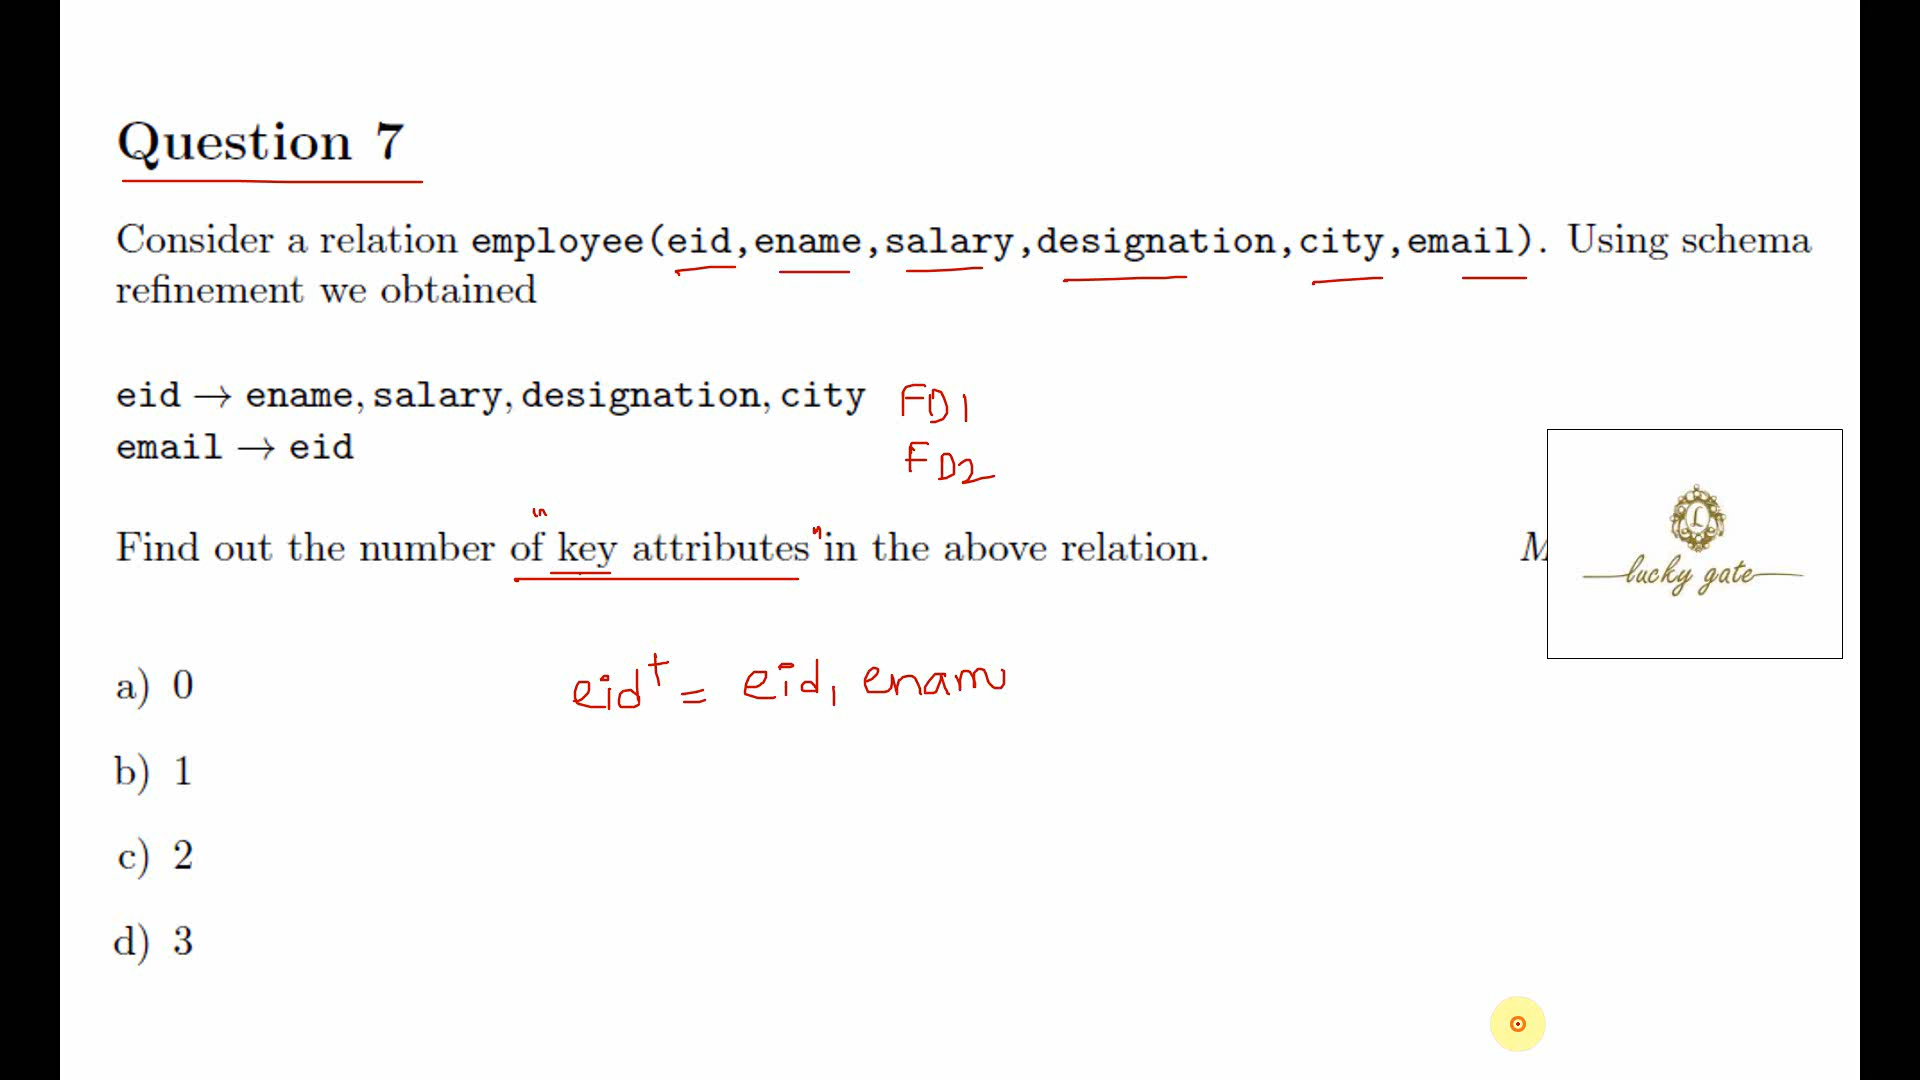 Question 7
Consider a relation employee(eid,ename,salary,designation,city,email). Using schema
refinement we obtained
eid → ename, salary, designation, city FD1
email → eid FD2
Find out the number of key attributes in the above relation. M
L
lucky gate
a) 0
eid⁺ = eid, enam
b) 1
c) 2
d) 3